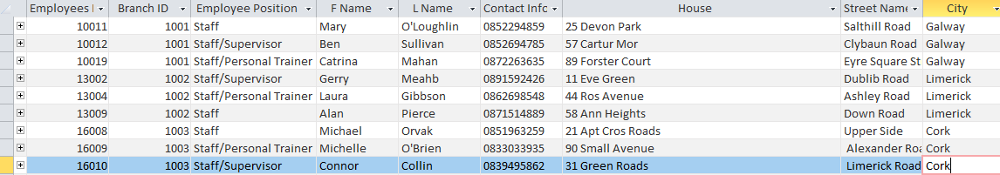 Employees I Branch ID Employee Position F Name L Name Contact Infc House Street Name City
10011 1001 Staff Mary O'Loughlin 0852294859 25 Devon Park Salthill Road Galway
10012 1001 Staff/Supervisor Ben Sullivan 0852694785 57 Cartur Mor Clybaun Road Galway
10019 1001 Staff/Personal Trainer Catrina Mahan 0872263635 89 Forster Court Eyre Square St Galway
13002 1002 Staff/Supervisor Gerry Meahb 0891592426 11 Eve Green Dublib Road Limerick
13004 1002 Staff/Personal Trainer Laura Gibbson 0862698548 44 Ros Avenue Ashley Road Limerick
13009 1002 Staff Alan Pierce 0871514889 58 Ann Heights Down Road Limerick
16008 1003 Staff Michael Orvak 0851963259 21 Apt Cros Roads Upper Side Cork
16009 1003 Staff/Personal Trainer Michelle O'Brien 0833033935 90 Small Avenue Alexander Roa Cork
16010 1003 Staff/Supervisor Connor Collin 0839495862 31 Green Roads Limerick Road Cork